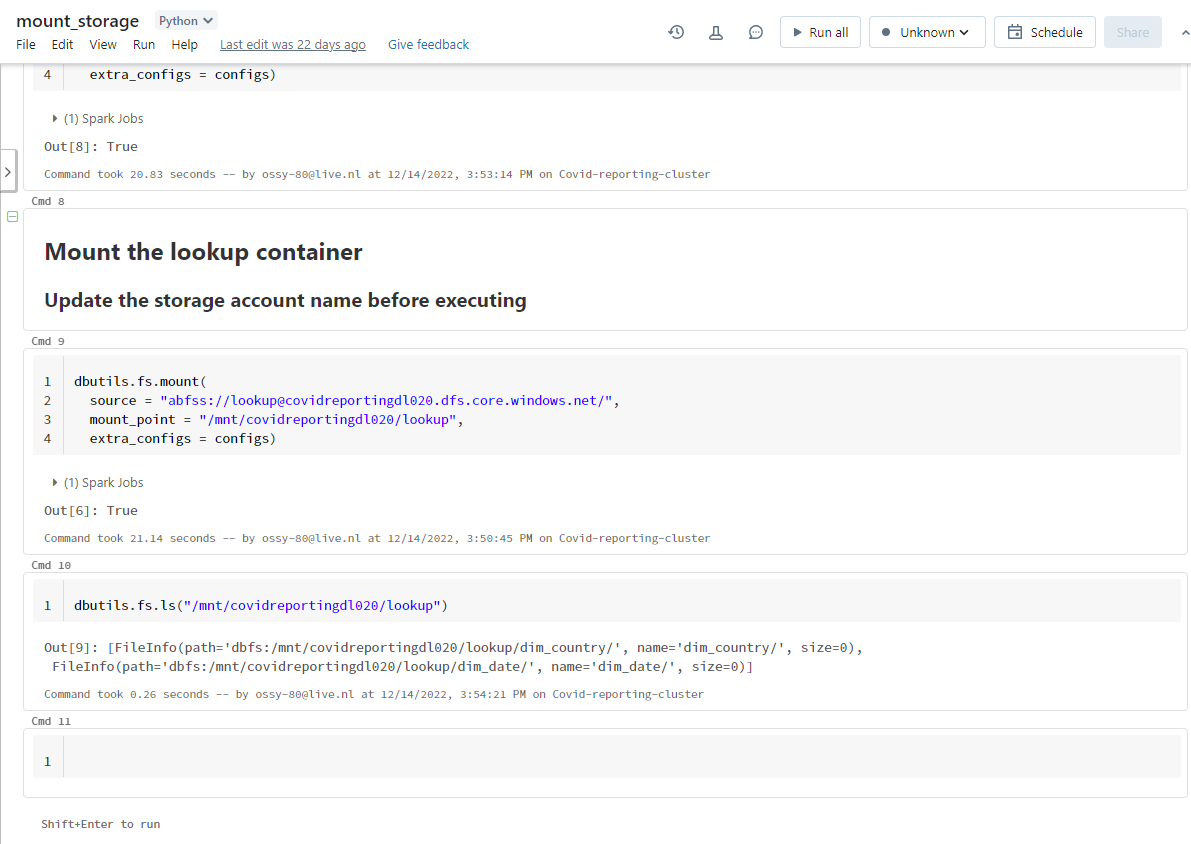 mount_storage Python
File Edit View Run Help Last edit was 22 days ago Give feedback
Run all Unknown Schedule Share
4 extra_configs = configs)
(1) Spark Jobs
Out[8]: True
Command took 20.83 seconds -- by ossy-80@live.nl at 12/14/2022, 3:53:14 PM on Covid-reporting-cluster
Cmd 8
Mount the lookup container
Update the storage account name before executing
Cmd 9
1 dbutils.fs.mount(
2 source = "abfss://lookup@covidreportingdl020.dfs.core.windows.net/",
3 mount_point = "/mnt/covidreportingdl020/lookup",
4 extra_configs = configs)
(1) Spark Jobs
Out[6]: True
Command took 21.14 seconds -- by ossy-80@live.nl at 12/14/2022, 3:50:45 PM on Covid-reporting-cluster
Cmd 10
1 dbutils.fs.ls("/mnt/covidreportingdl020/lookup")
Out[9]: [FileInfo(path='dbfs:/mnt/covidreportingdl020/lookup/dim_country/', name='dim_country/', size=0),
FileInfo(path='dbfs:/mnt/covidreportingdl020/lookup/dim_date/', name='dim_date/', size=0)]
Command took 0.26 seconds -- by ossy-80@live.nl at 12/14/2022, 3:54:21 PM on Covid-reporting-cluster
Cmd 11
1
Shift+Enter to run